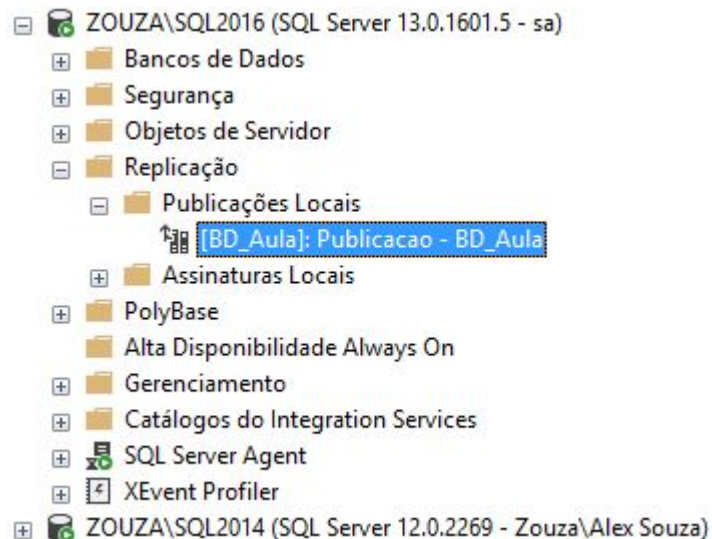 ZOUZA\SQL2016 (SQL Server 13.0.1601.5 - sa)
Bancos de Dados
Segurança
Objetos de Servidor
Replicação
Publicações Locais
[BD_Aula]: Publicacao - BD_Aula
Assinaturas Locais
PolyBase
Alta Disponibilidade Always On
Gerenciamento
Catálogos do Integration Services
SQL Server Agent
XEvent Profiler
ZOUZA\SQL2014 (SQL Server 12.0.2269 - Zouza\Alex Souza)